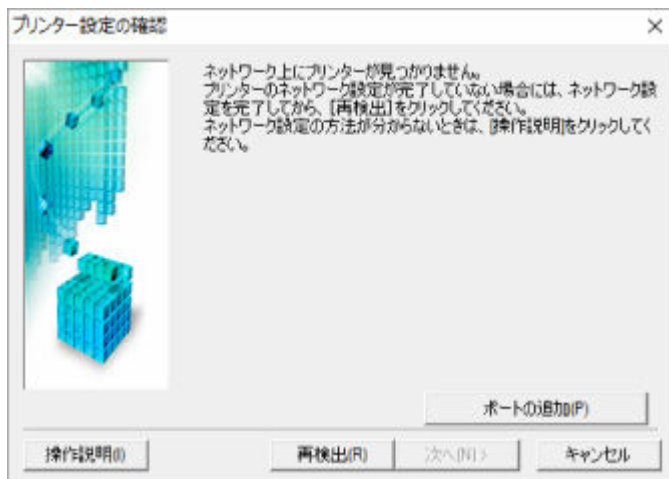 プリンター設定の確認
ネットワーク上にプリンターが見つかりません。
プリンターのネットワーク設定が完了していない場合には、ネットワーク設
定を完了してから、[再検出]をクリックしてください。
ネットワーク設定の方法が分からないときは、[操作説明]をクリックしてく
ださい。
ポートの追加(P)
操作説明(I)
再検出(R)
次へ(N) >
キャンセル